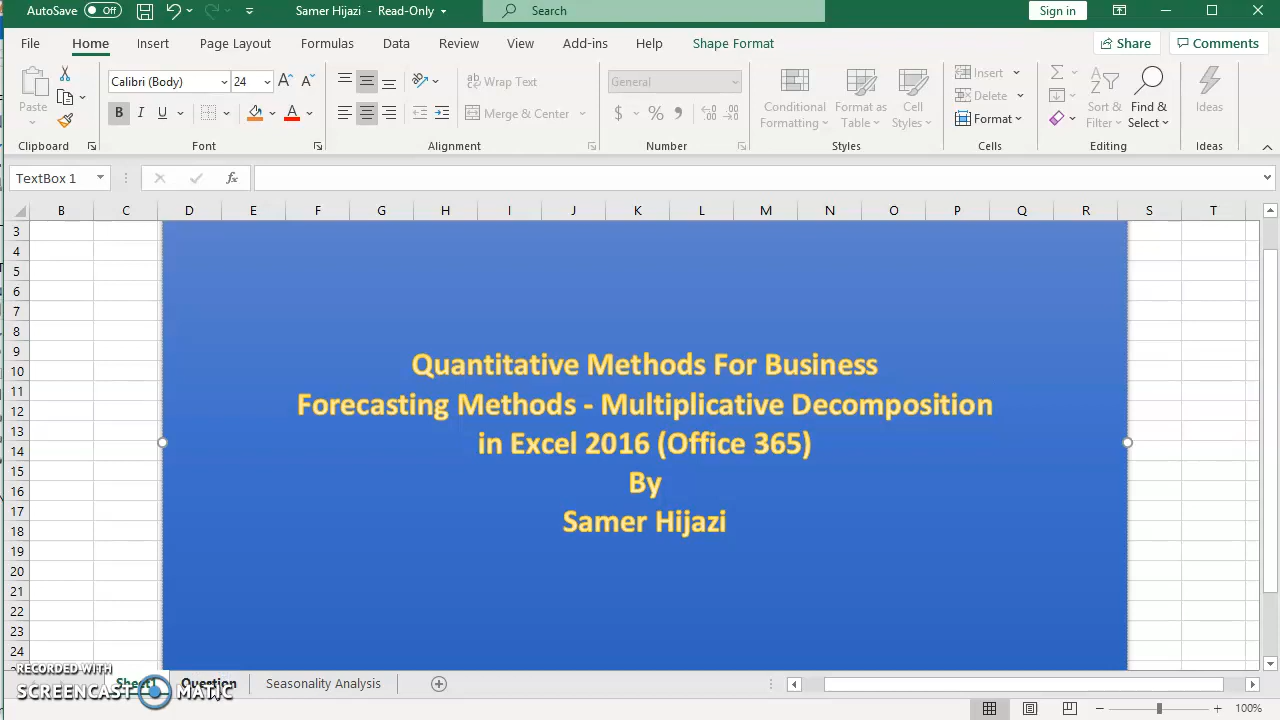 AutoSave Off
Samer Hijazi - Read-Only
Search
Sign in
File Home Insert Page Layout Formulas Data Review View Add-ins Help Shape Format Share Comments
Paste
Calibri (Body) 24
Wrap Text
General
Conditional Formatting
Format as Table
Cell Styles
Insert
Delete
Format
Sort & Filter
Find & Select
Ideas
B I U
Merge & Center
$ %
Clipboard Font Alignment Number Styles Cells Editing Ideas
TextBox 1 fx
B C D E F G H I J K L M N O P Q R S T
3
4
5
6
7
8
9
10
11
12
13
14
15
16
17
18
19
20
21
22
23
24
Quantitative Methods For Business
Forecasting Methods - Multiplicative Decomposition
in Excel 2016 (Office 365)
By
Samer Hijazi
RECORDED WITH
SCREENCAST MATIC
Sheet1 Question Seasonality Analysis
100%